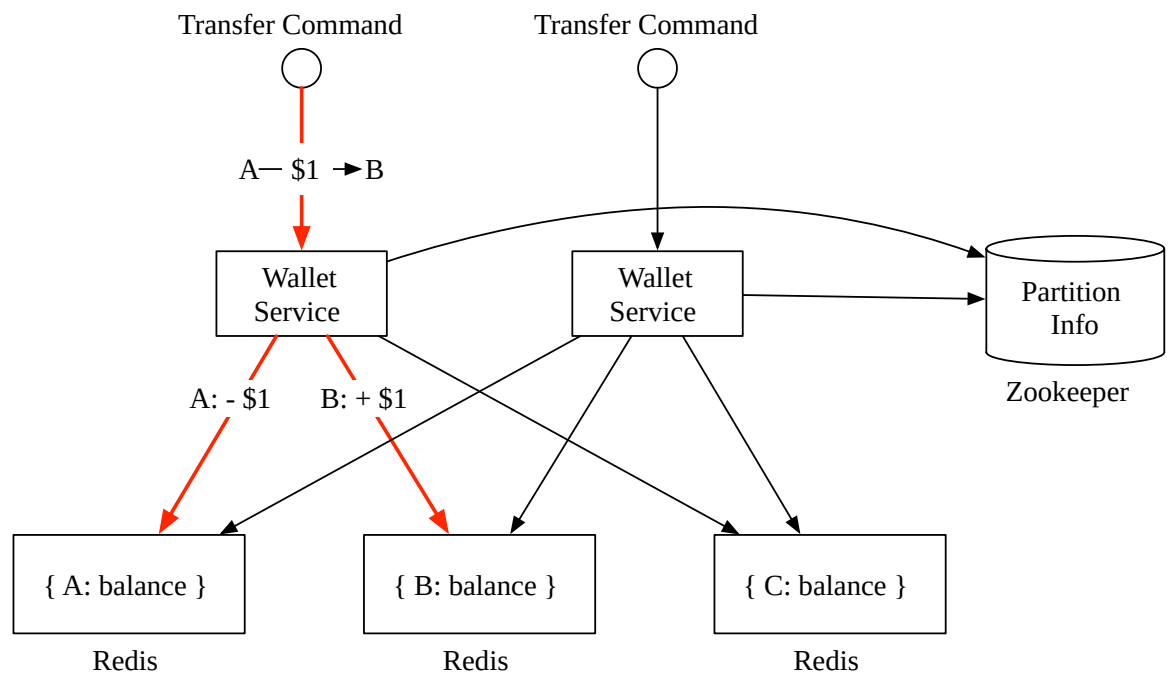 Transfer Command
Transfer Command
A $1 B
Wallet
Service
Wallet
Service
Partition
Info
Zookeeper
A: - $1
B: + $1
{ A: balance }
{ B: balance }
{ C: balance }
Redis
Redis
Redis